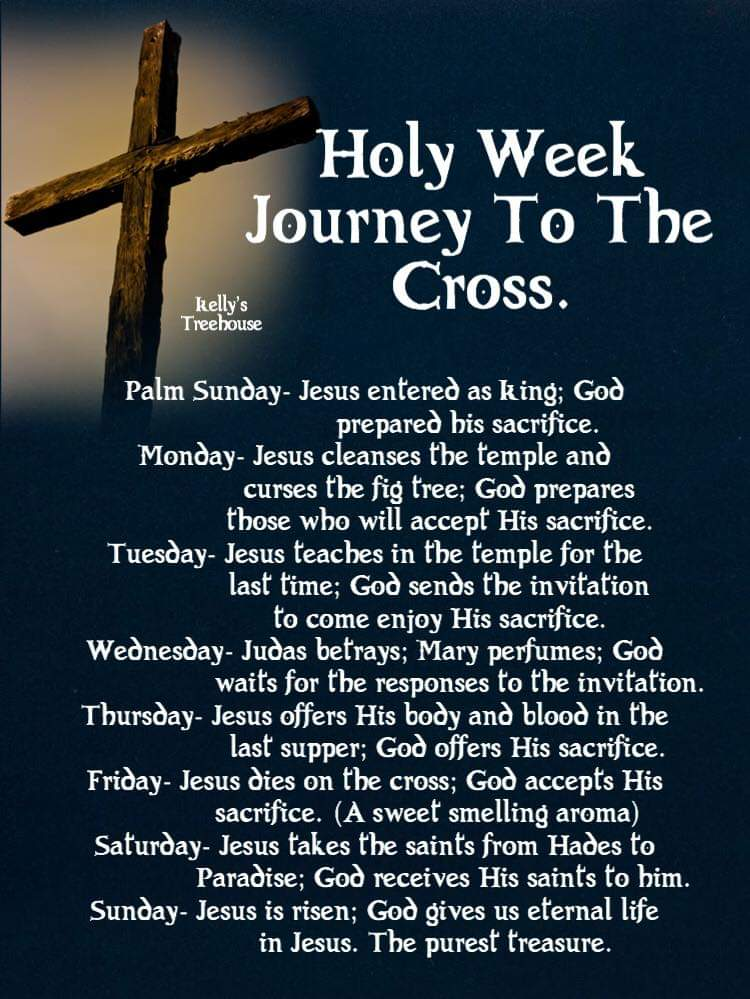 Holy Week
Journey To The
Cross.
kelly's
Treehouse
Palm Sunday- Jesus entered as king; God
prepared his sacrifice.
Monday- Jesus cleanses the temple and
curses the fig tree; God prepares
those who will accept His sacrifice.
Tuesday- Jesus teaches in the temple for the
last time; God sends the invitation
to come enjoy His sacrifice.
Wednesday- Judas betrays; Mary perfumes; God
waits for the responses to the invitation.
Thursday- Jesus offers His body and blood in the
last supper; God offers His sacrifice.
Friday- Jesus dies on the cross; God accepts His
sacrifice. (A sweet smelling aroma)
Saturday- Jesus takes the saints from Hades to
Paradise; God receives His saints to him.
Sunday- Jesus is risen; God gives us eternal life
in Jesus. The purest treasure.